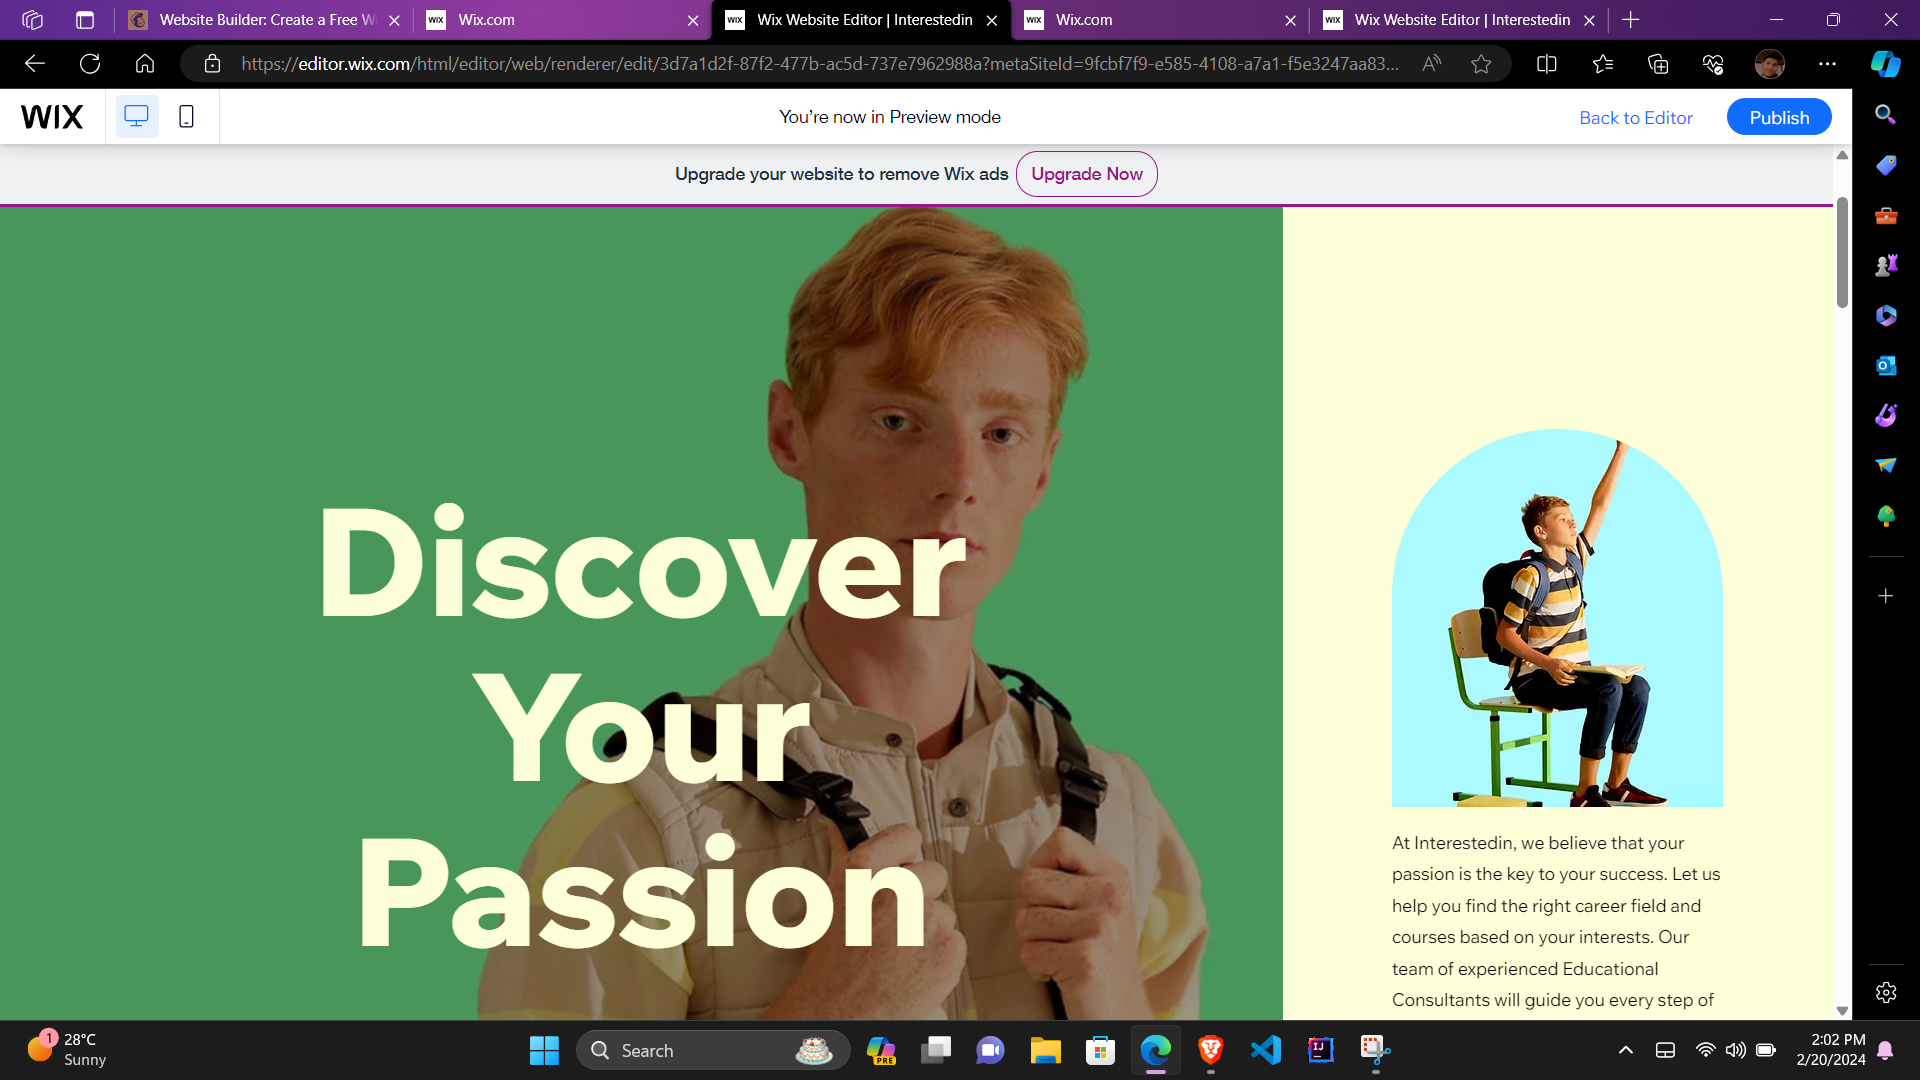 Website Builder: Create a Free W
Wix.com
Wix Website Editor | Interestedin
Wix.com
Wix Website Editor | Interestedin
https://editor.wix.com/html/editor/web/renderer/edit/3d7a1d2f-87f2-477b-ac5d-737e7962988a?metaSiteId=9fcbf7f9-e585-4108-a7a1-f5e3247aa83...
WIX
You're now in Preview mode
Back to Editor
Publish
Upgrade your website to remove Wix ads
Upgrade Now
Discover
Your
Passion
At Interestedin, we believe that your
passion is the key to your success. Let us
help you find the right career field and
courses based on your interests. Our
team of experienced Educational
Consultants will guide you every step of
1
28°C
Sunny
Search
PRE
2:02 PM
2/20/2024